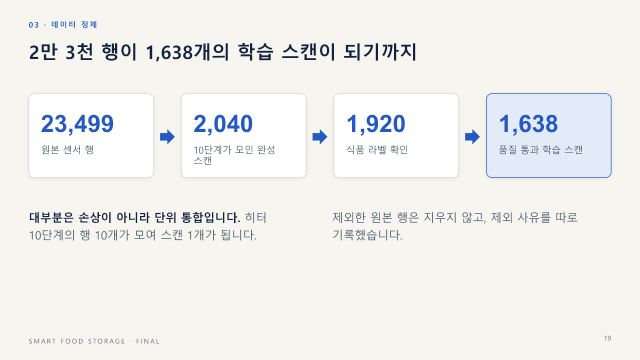 03 · 데이터 정제
2만 3천 행이 1,638개의 학습 스캔이 되기까지
23,499
원본 센서 행
2,040
10단계가 모인 완성
스캔
1,920
식품 라벨 확인
1,638
품질 통과 학습 스캔
대부분은 손상이 아니라 단위 통합입니다. 히터
10단계의 행 10개가 모여 스캔 1개가 됩니다.
제외한 원본 행은 지우지 않고, 제외 사유를 따로
기록했습니다.
SMART FOOD STORAGE · FINAL
19